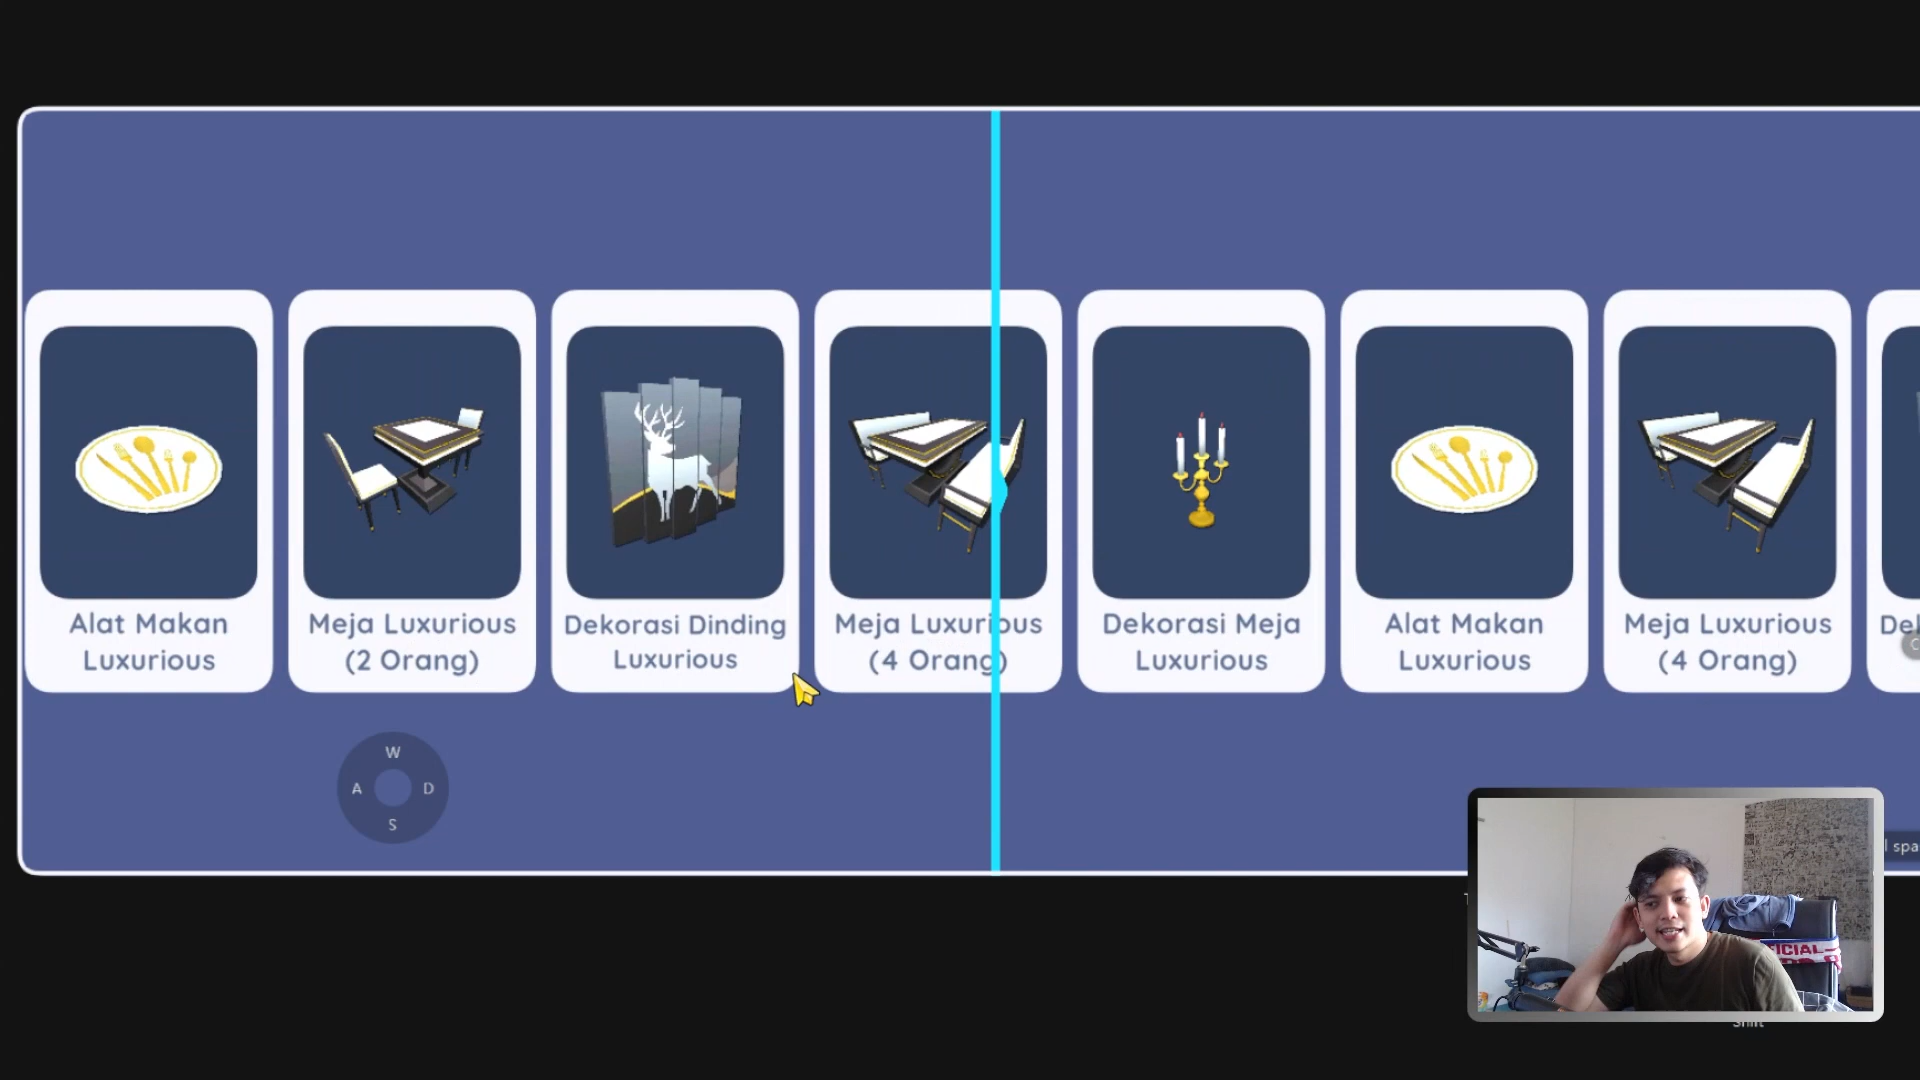 Alat Makan
Luxurious
Meja Luxurious
(2 Orang)
Dekorasi Dinding
Luxurious
Meja Luxurious
(4 Orang)
Dekorasi Meja
Luxurious
Alat Makan
Luxurious
Meja Luxurious
(4 Orang)
W
A
D
S
C
Shift